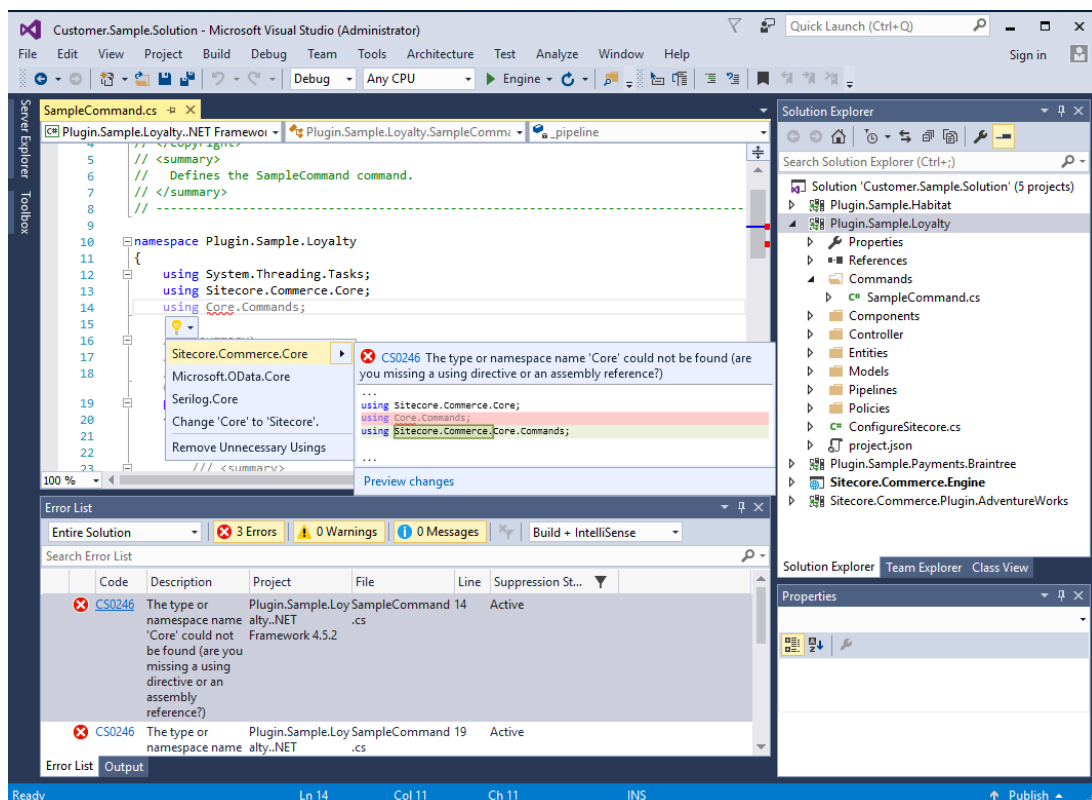 Customer.Sample.Solution - Microsoft Visual Studio (Administrator)
Quick Launch (Ctrl+Q)
File Edit View Project Build Debug Team Tools Architecture Test Analyze Window Help
Sign in
Debug Any CPU Engine
Server Explorer
Toolbox
SampleCommand.cs
Plugin.Sample.Loyalty..NET Framewor Plugin.Sample.Loyalty.SampleComma _pipeline
4 // </copyright>
5 // <summary>
6 // Defines the SampleCommand command.
7 // </summary>
8 // --------------------------------------------------------------------
9
10 namespace Plugin.Sample.Loyalty
11 {
12 using System.Threading.Tasks;
13 using Sitecore.Commerce.Core;
14 using Core.Commands;
15
16
17
18
19
20
21
22
23 /// <summary>
Sitecore.Commerce.Core
Microsoft.OData.Core
Serilog.Core
Change 'Core' to 'Sitecore'.
Remove Unnecessary Usings
CS0246 The type or namespace name 'Core' could not be found (are
you missing a using directive or an assembly reference?)
...
using Sitecore.Commerce.Core;
using Core.Commands;
using Sitecore.Commerce.Core.Commands;
...
Preview changes
100 %
Error List
Entire Solution 3 Errors 0 Warnings 0 Messages Build + IntelliSense
Search Error List
Code Description Project File Line Suppression St...
CS0246 The type or Plugin.Sample.Loy SampleCommand 14 Active
namespace name alty..NET .cs
'Core' could not Framework 4.5.2
be found (are you
missing a using
directive or an
assembly
reference?)
CS0246 The type or Plugin.Sample.Loy SampleCommand 19 Active
namespace name alty..NET .cs
Error List Output
Solution Explorer
Search Solution Explorer (Ctrl+;)
Solution 'Customer.Sample.Solution' (5 projects)
Plugin.Sample.Habitat
Plugin.Sample.Loyalty
Properties
References
Commands
C# SampleCommand.cs
Components
Controller
Entities
Models
Pipelines
Policies
C# ConfigureSitecore.cs
project.json
Plugin.Sample.Payments.Braintree
Sitecore.Commerce.Engine
Sitecore.Commerce.Plugin.AdventureWorks
Solution Explorer Team Explorer Class View
Properties
Ready Ln 14 Col 11 Ch 11 INS Publish